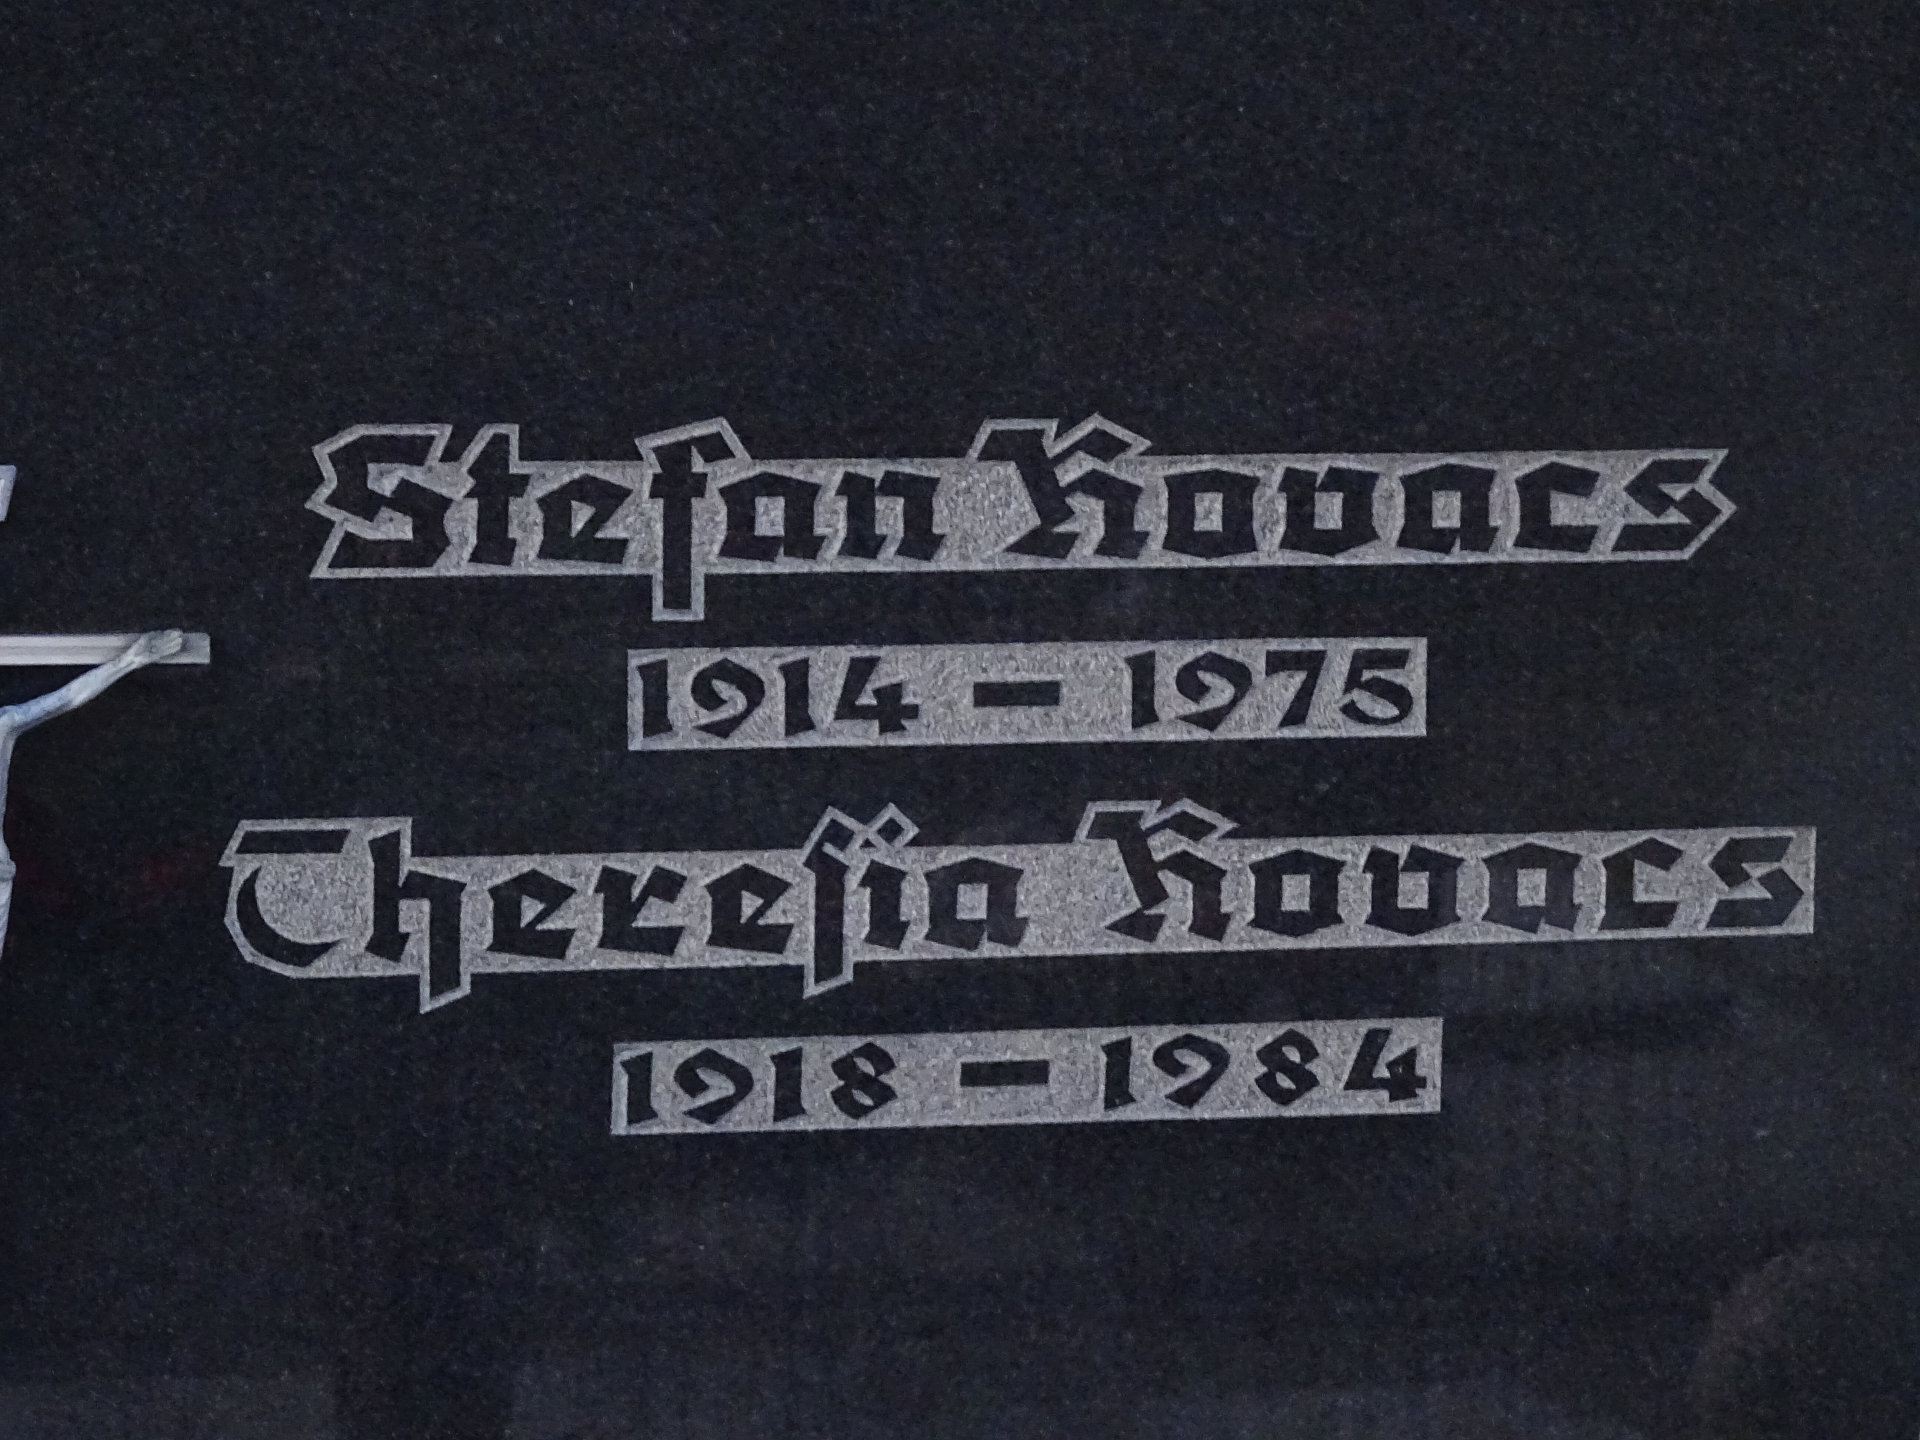 Stefan Kovacs
1914 – 1975
Thereſia Kovacs
1918 – 1984